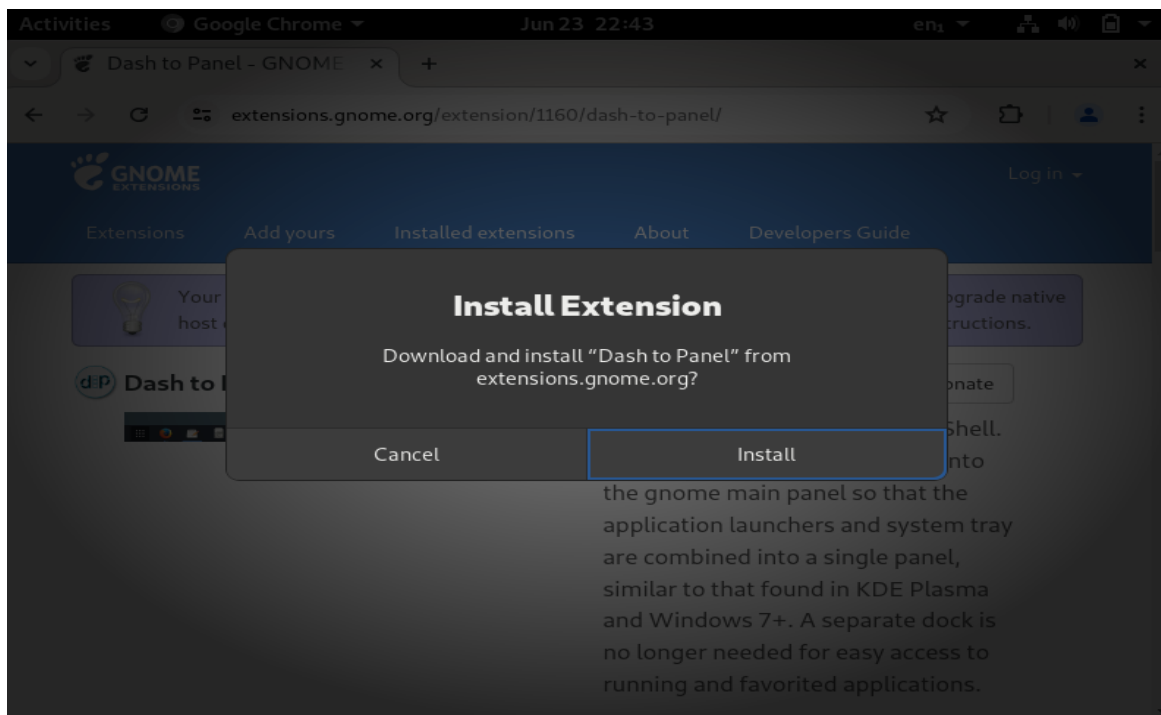 Activities Google Chrome Jun 23 22:43 en₁
Dash to Panel - GNOME
extensions.gnome.org/extension/1160/dash-to-panel/
GNOME
EXTENSIONS
Log in
Extensions Add yours Installed extensions About Developers Guide
Your
host
native
Install Extension
Download and install “Dash to Panel” from
extensions.gnome.org?
Cancel Install
Dash to
Shell.
the gnome main panel so that the
application launchers and system tray
are combined into a single panel,
similar to that found in KDE Plasma
and Windows 7+. A separate dock is
no longer needed for easy access to
running and favorited applications.